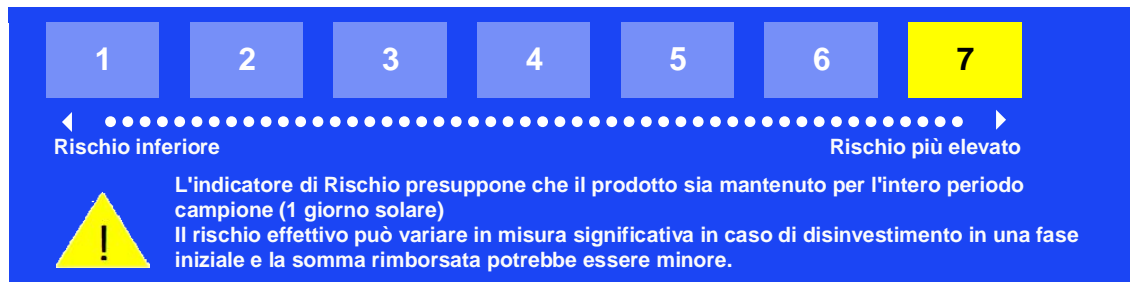 1 2 3 4 5 6 7
Rischio inferiore Rischio più elevato
L'indicatore di Rischio presuppone che il prodotto sia mantenuto per l'intero periodo
campione (1 giorno solare)
Il rischio effettivo può variare in misura significativa in caso di disinvestimento in una fase
iniziale e la somma rimborsata potrebbe essere minore.
!